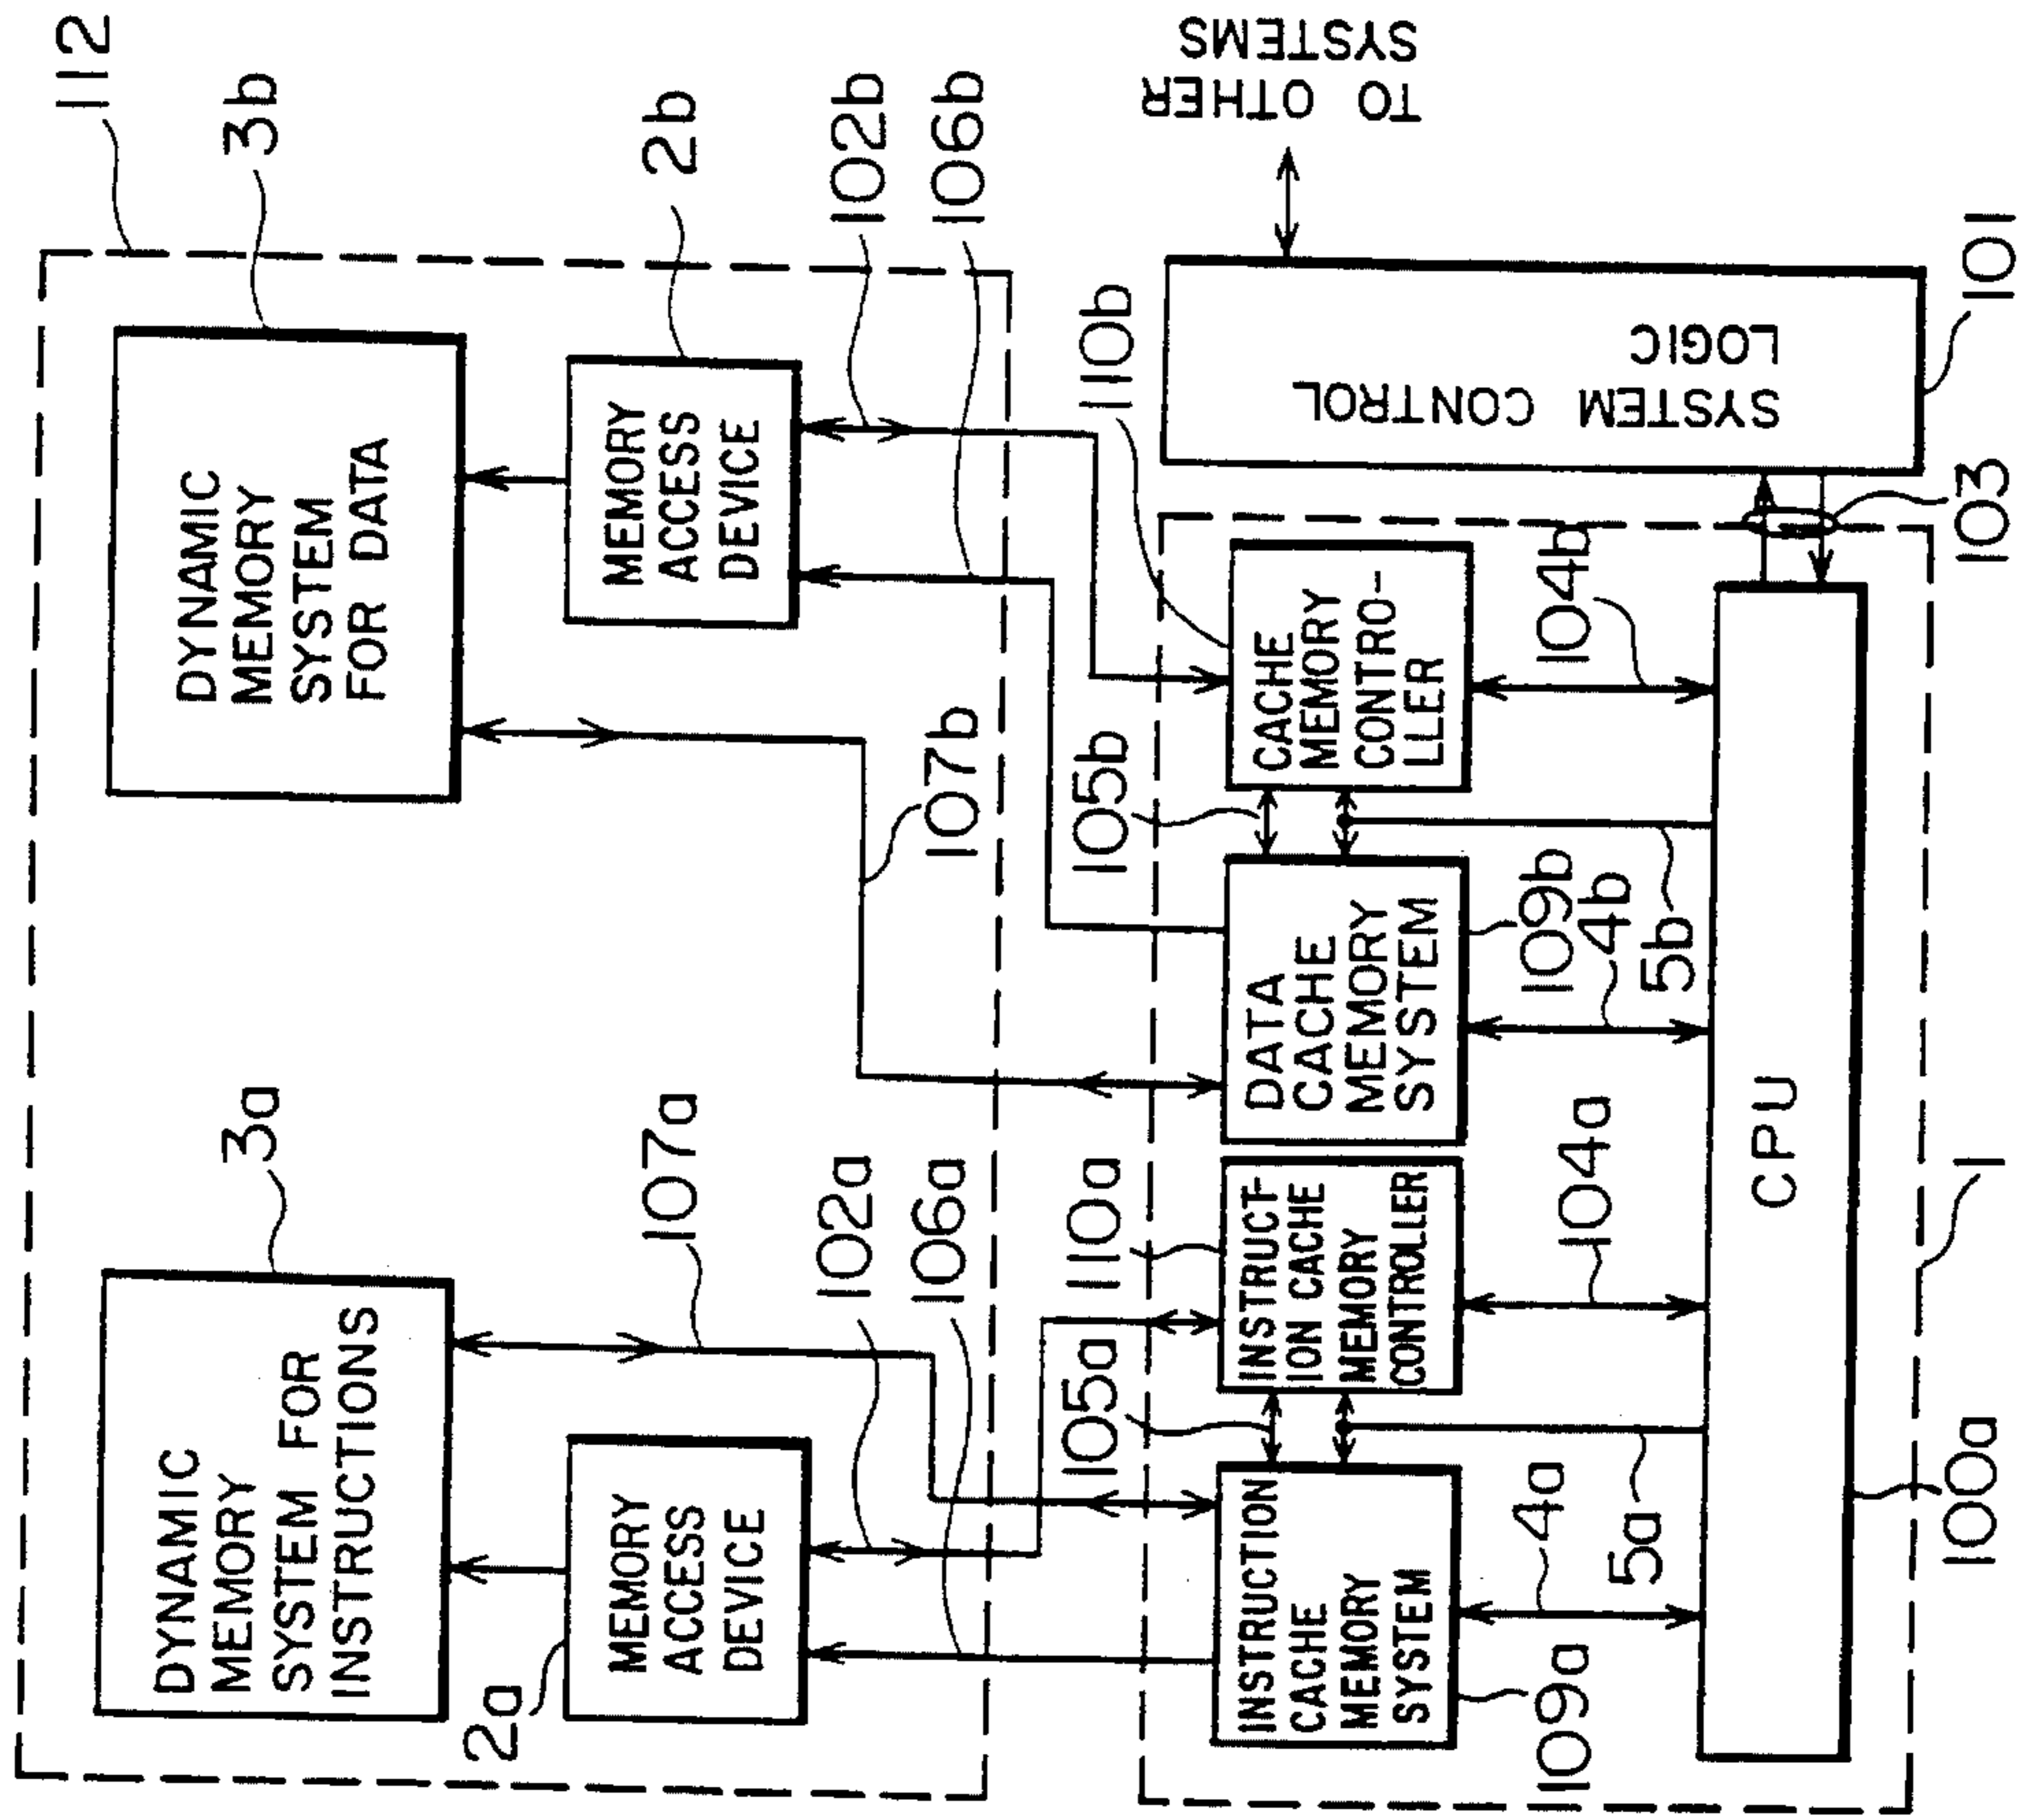 112
3b
DYNAMIC
MEMORY
SYSTEM
FOR DATA
2b
MEMORY
ACCESS
DEVICE
102b
106b
107b
3a
DYNAMIC
MEMORY
SYSTEM FOR
INSTRUCTIONS
107a
2a
MEMORY
ACCESS
DEVICE
102a
106a
TO OTHER
SYSTEMS
SYSTEM CONTROL
LOGIC
101
103
110b
CACHE
MEMORY
CONTRO-
LLER
104b
105b
DATA
CACHE
MEMORY
SYSTEM
109b
4b
5b
110a
INSTRUCT-
ION CACHE
MEMORY
CONTROLLER
104a
105a
INSTRUCTION
CACHE
MEMORY
SYSTEM
109a
4a
5a
CPU
100a
1